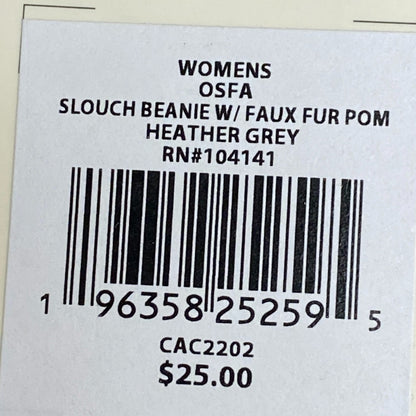 WOMENS
OSFA
SLOUCH BEANIE W/ FAUX FUR POM
HEATHER GREY
RN#104141
1 96358 25259 5
CAC2202
$25.00